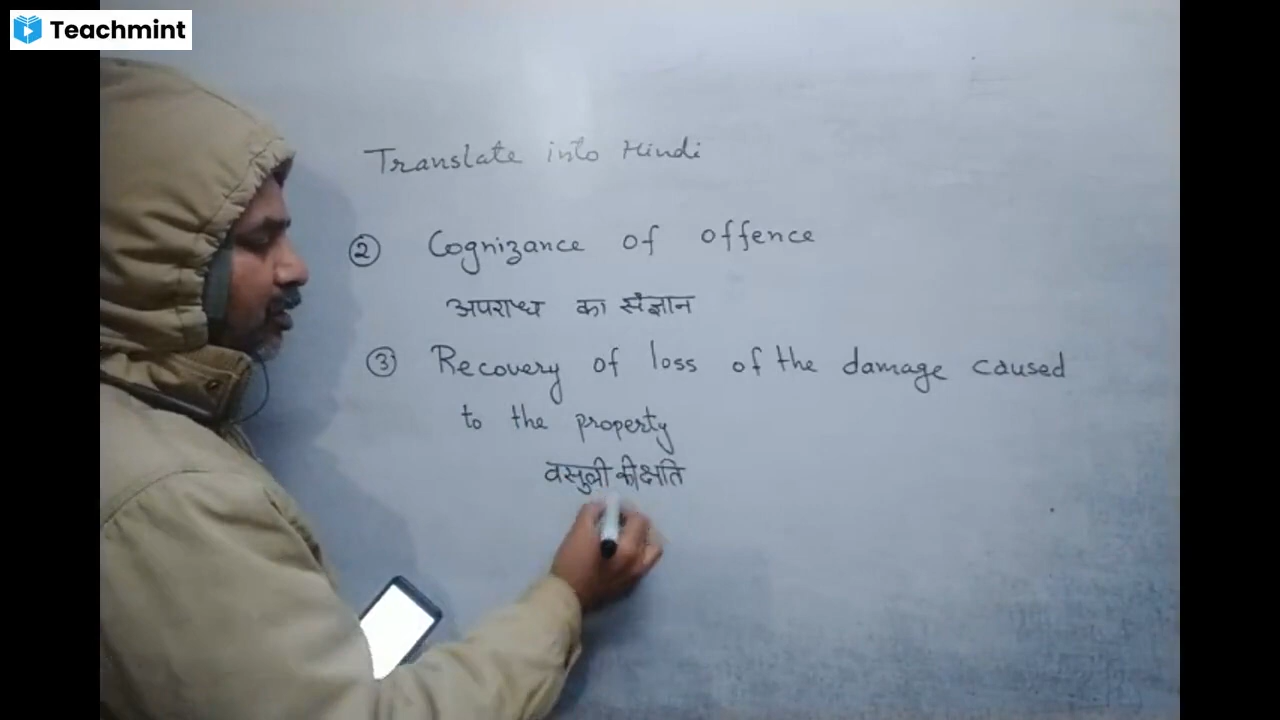 Teachmint
Translate into Hindi
② Cognizance of offence
अपराध का संज्ञान
③ Recovery of loss of the damage caused
to the property
वसुली की क्षति